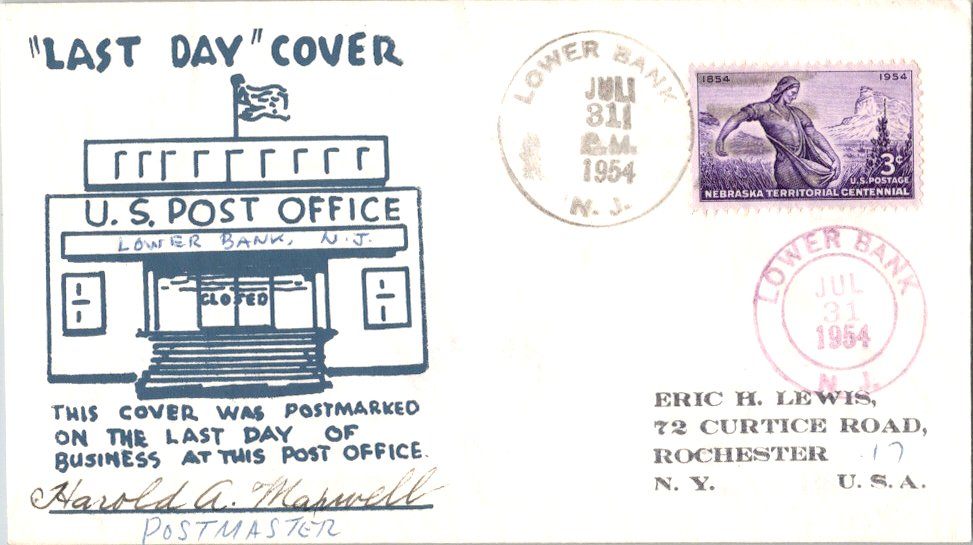 "LAST DAY" COVER
U.S. POST OFFICE
LOWER BANK, N.J.
CLOSED
THIS COVER WAS POSTMARKED
ON THE LAST DAY OF
BUSINESS AT THIS POST OFFICE.
Harold A. Maxwell
POSTMASTER
LOWER BANK
JUL
31
1954
N. J.
1854 1954
3¢
U.S. POSTAGE
NEBRASKA TERRITORIAL CENTENNIAL
LOWER BANK
JUL
31
1954
N. J.
ERIC H. LEWIS,
72 CURTICE ROAD,
ROCHESTER 17
N. Y. U. S. A.